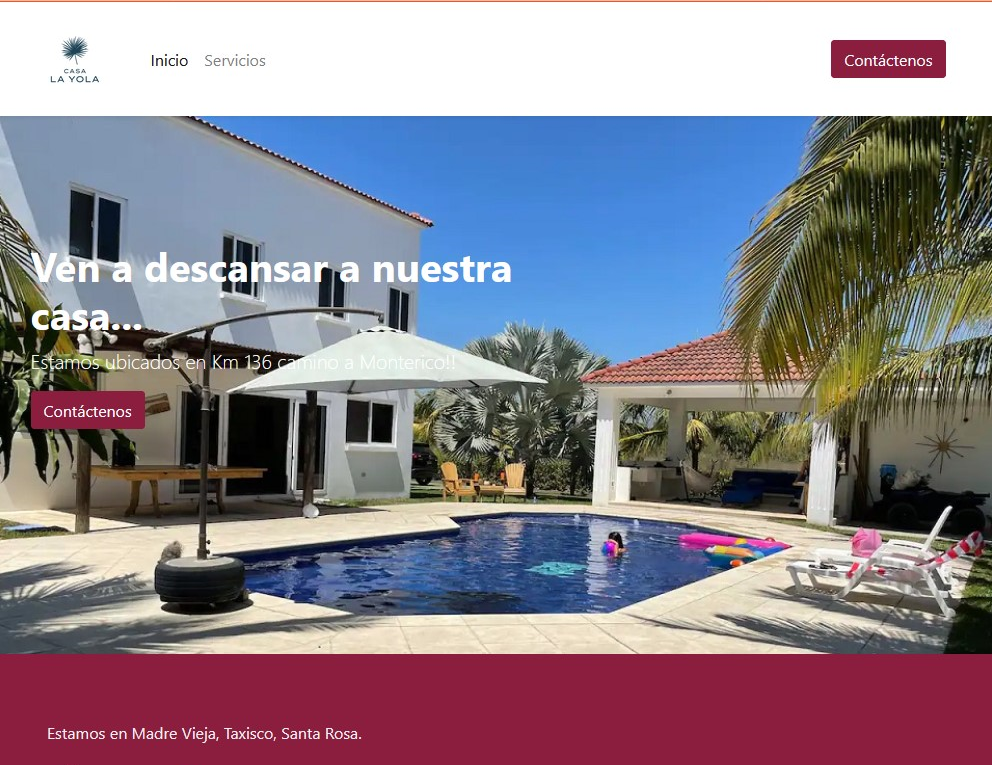 CASA
LA YOLA
Inicio
Servicios
Contáctenos
Ven a descansar a nuestra
casa...
Estamos ubicados en Km 136 camino a Monterico!!
Contáctenos
Estamos en Madre Vieja, Taxisco, Santa Rosa.